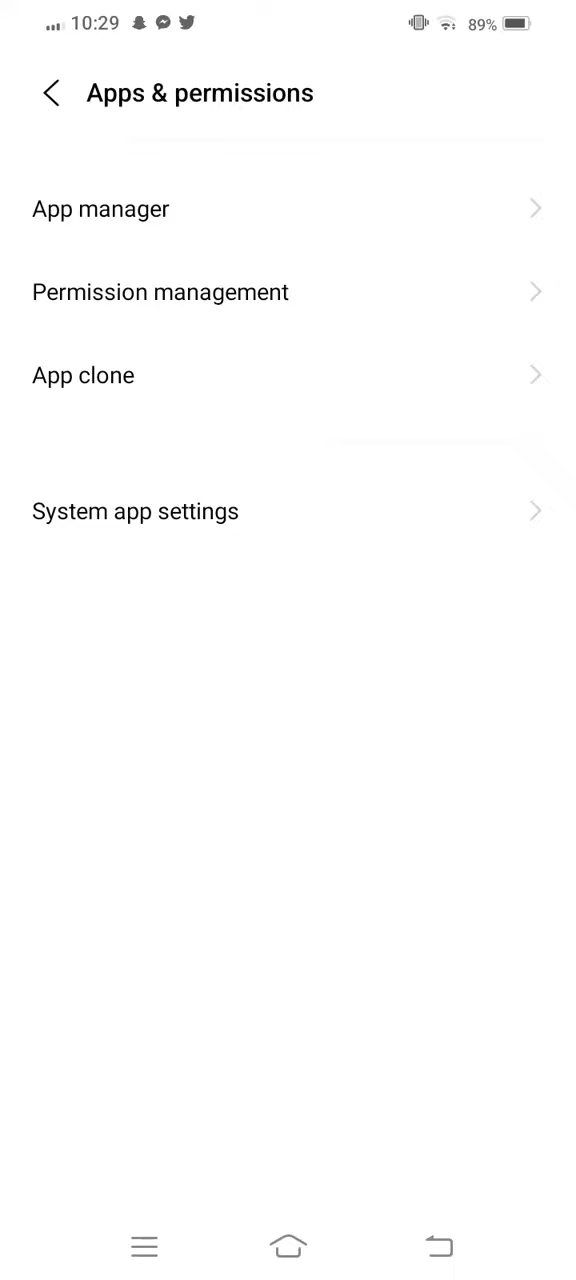 10:29 89%
Apps & permissions
App manager
Permission management
App clone
System app settings